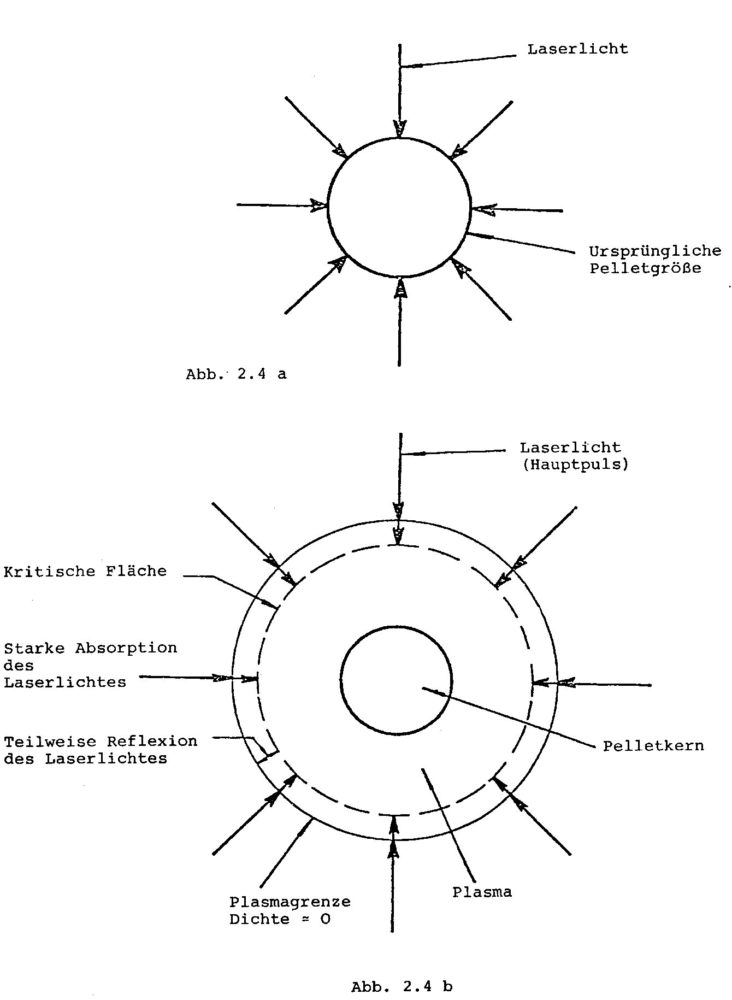 Laserlicht
Ursprüngliche
Pelletgröße
Abb. 2.4 a
Laserlicht
(Hauptpuls)
Kritische Fläche
Starke Absorption
des
Laserlichtes
Teilweise Reflexion
des Laserlichtes
Pelletkern
Plasma
Plasmagrenze
Dichte ≈ 0
Abb. 2.4 b